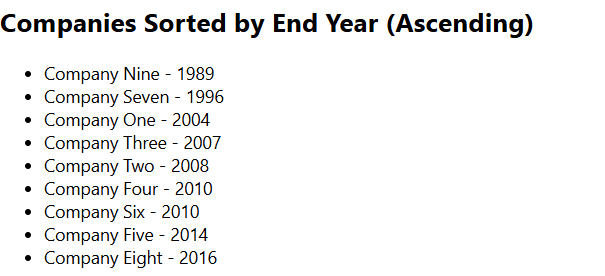 Companies Sorted by End Year (Ascending)
• Company Nine - 1989
• Company Seven - 1996
• Company One - 2004
• Company Three - 2007
• Company Two - 2008
• Company Four - 2010
• Company Six - 2010
• Company Five - 2014
• Company Eight - 2016